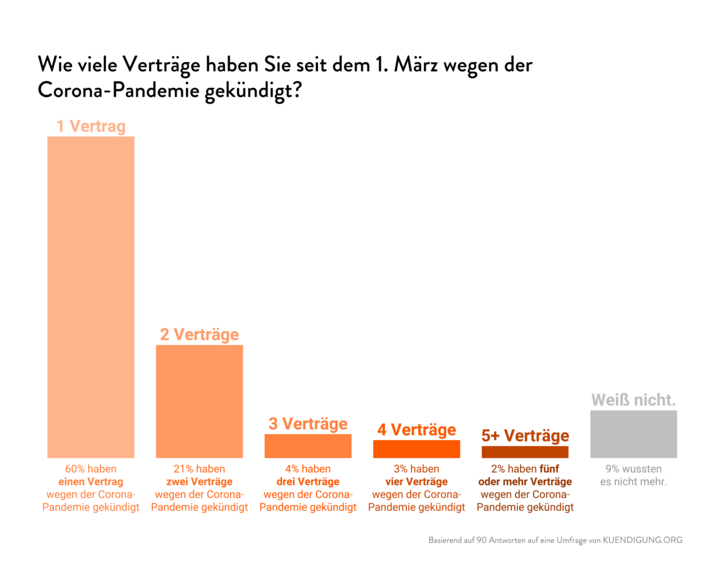 Wie viele Verträge haben Sie seit dem 1. März wegen der
Corona-Pandemie gekündigt?
1 Vertrag
2 Verträge
3 Verträge
4 Verträge
5+ Verträge
Weiß nicht.
60% haben
einen Vertrag
wegen der Corona-
Pandemie gekündigt
21% haben
zwei Verträge
wegen der Corona-
Pandemie gekündigt
4% haben
drei Verträge
wegen der Corona-
Pandemie gekündigt
3% haben
vier Verträge
wegen der Corona-
Pandemie gekündigt
2% haben fünf
oder mehr Verträge
wegen der Corona-
Pandemie gekündigt
9% wussten
es nicht mehr.
Basierend auf 90 Antworten auf eine Umfrage von KUENDIGUNG.ORG